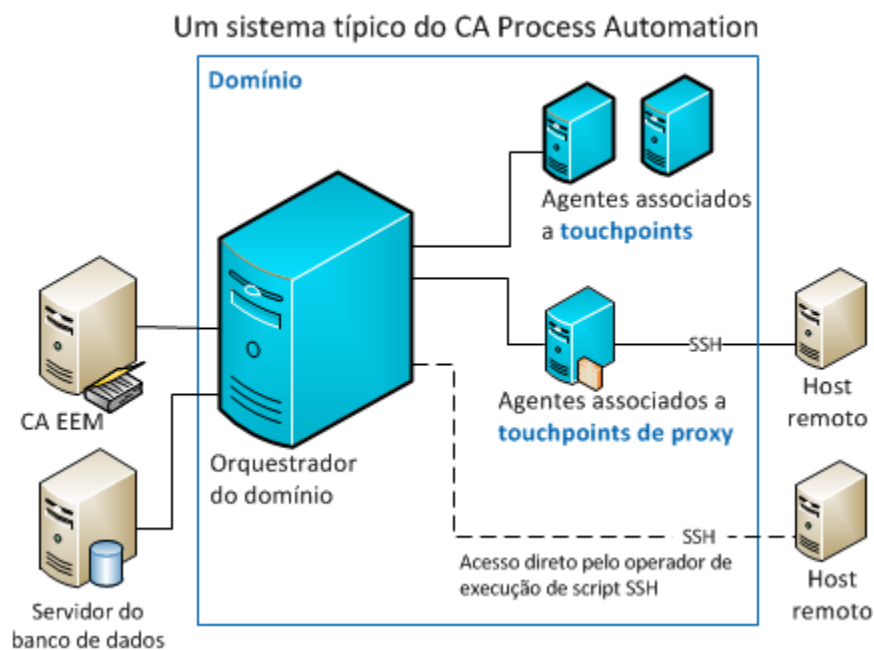 Um sistema típico do CA Process Automation
Domínio
Agentes associados
a touchpoints
SSH
Agentes associados a
touchpoints de proxy
Host
remoto
CA EEM
Orquestrador
do domínio
SSH
Acesso direto pelo operador de
execução de script SSH
Host
remoto
Servidor do
banco de dados